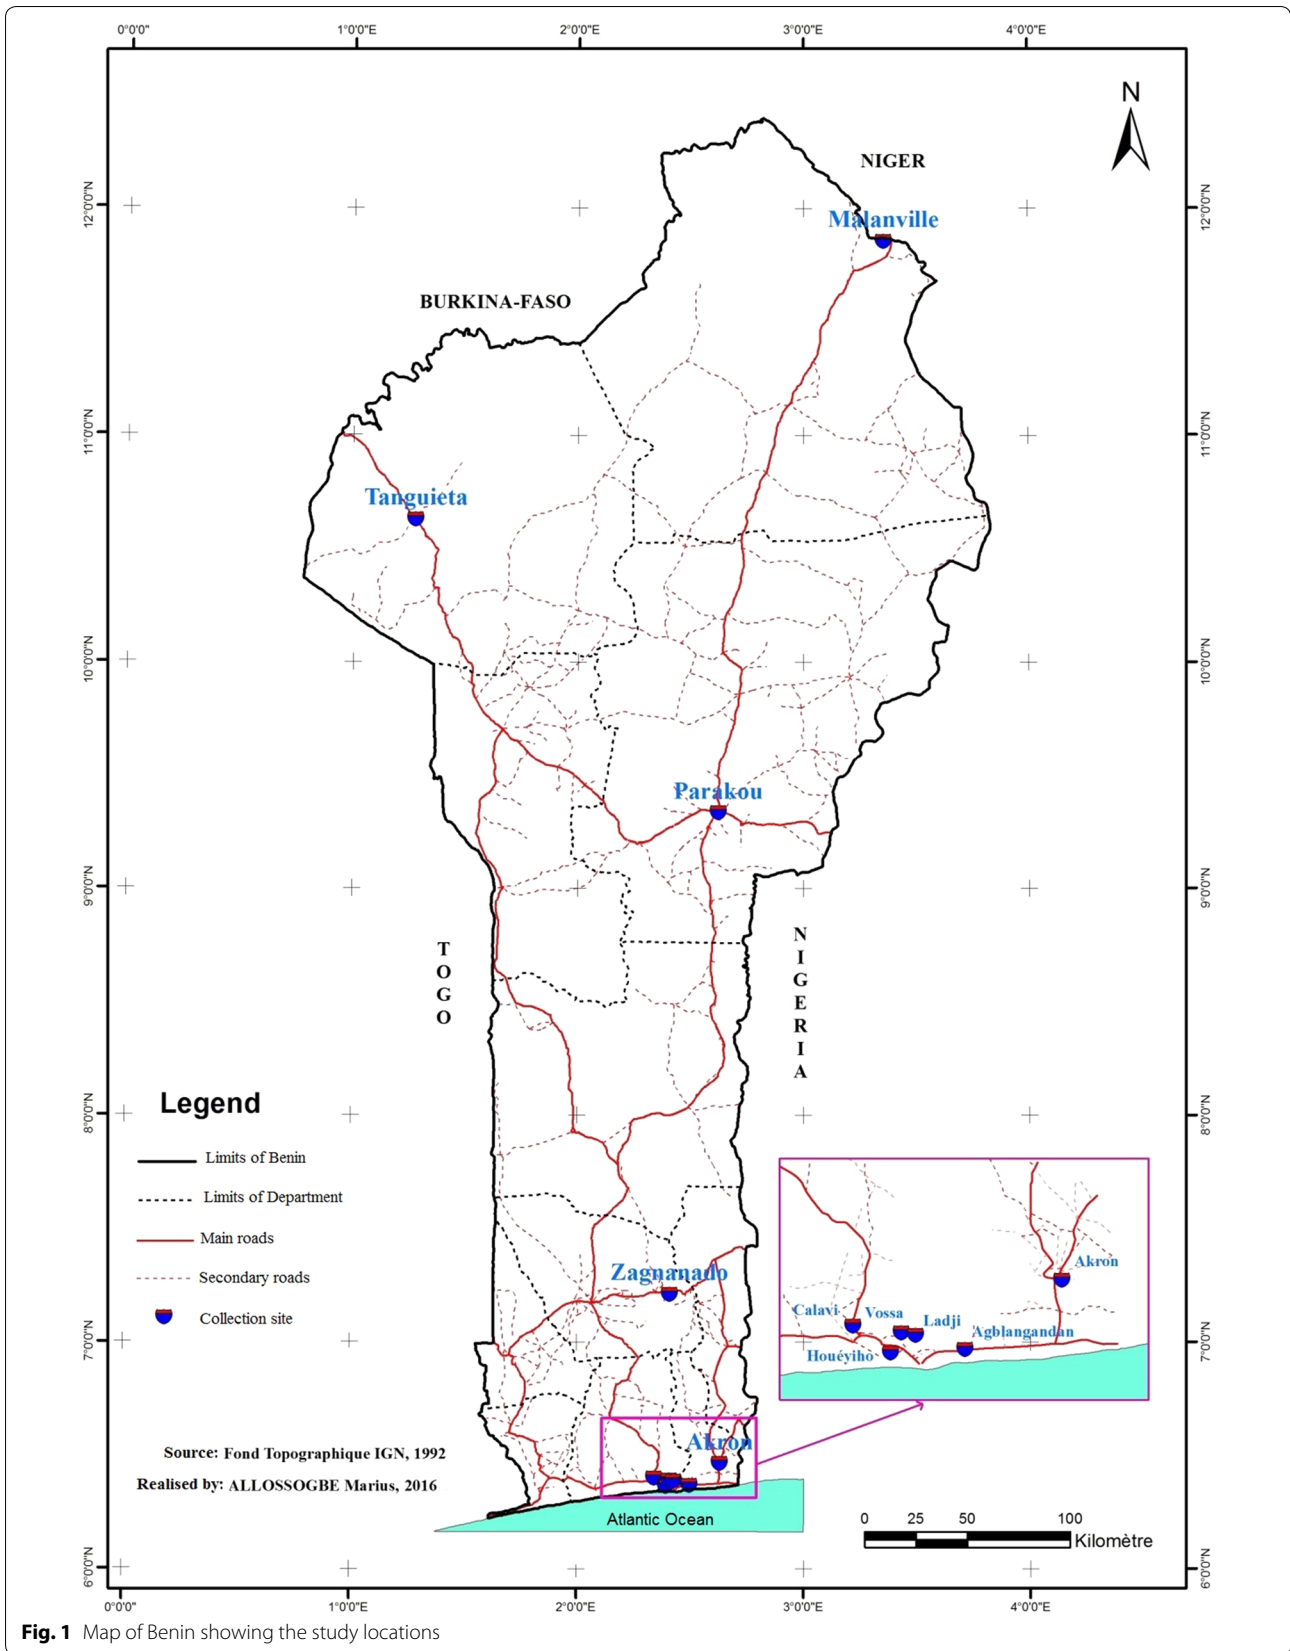 0°0'0"
1°0'0"E
2°0'0"E
3°0'0"E
4°0'0"E
N
NIGER
12°0'0"N
12°0'0"N
Malanville
BURKINA-FASO
11°0'0"N
11°0'0"N
Tanguieta
10°0'0"N
10°0'0"N
Parakou
9°0'0"N
9°0'0"N
TOGO
NIGERIA
Legend
8°0'0"N
8°0'0"N
Limits of Benin
Limits of Department
Main roads
Secondary roads
Collection site
Zagnanado
Akron
Calavi
Vossa
Ladji
Agblangandan
Houéyiho
7°0'0"N
7°0'0"N
Akron
Source: Fond Topographique IGN, 1992
Realised by: ALLOSSOGBE Marius, 2016
Atlantic Ocean
0 25 50 100
Kilomètre
6°0'0"N
6°0'0"N
0°0'0"
1°0'0"E
2°0'0"E
3°0'0"E
4°0'0"E
Fig. 1 Map of Benin showing the study locations